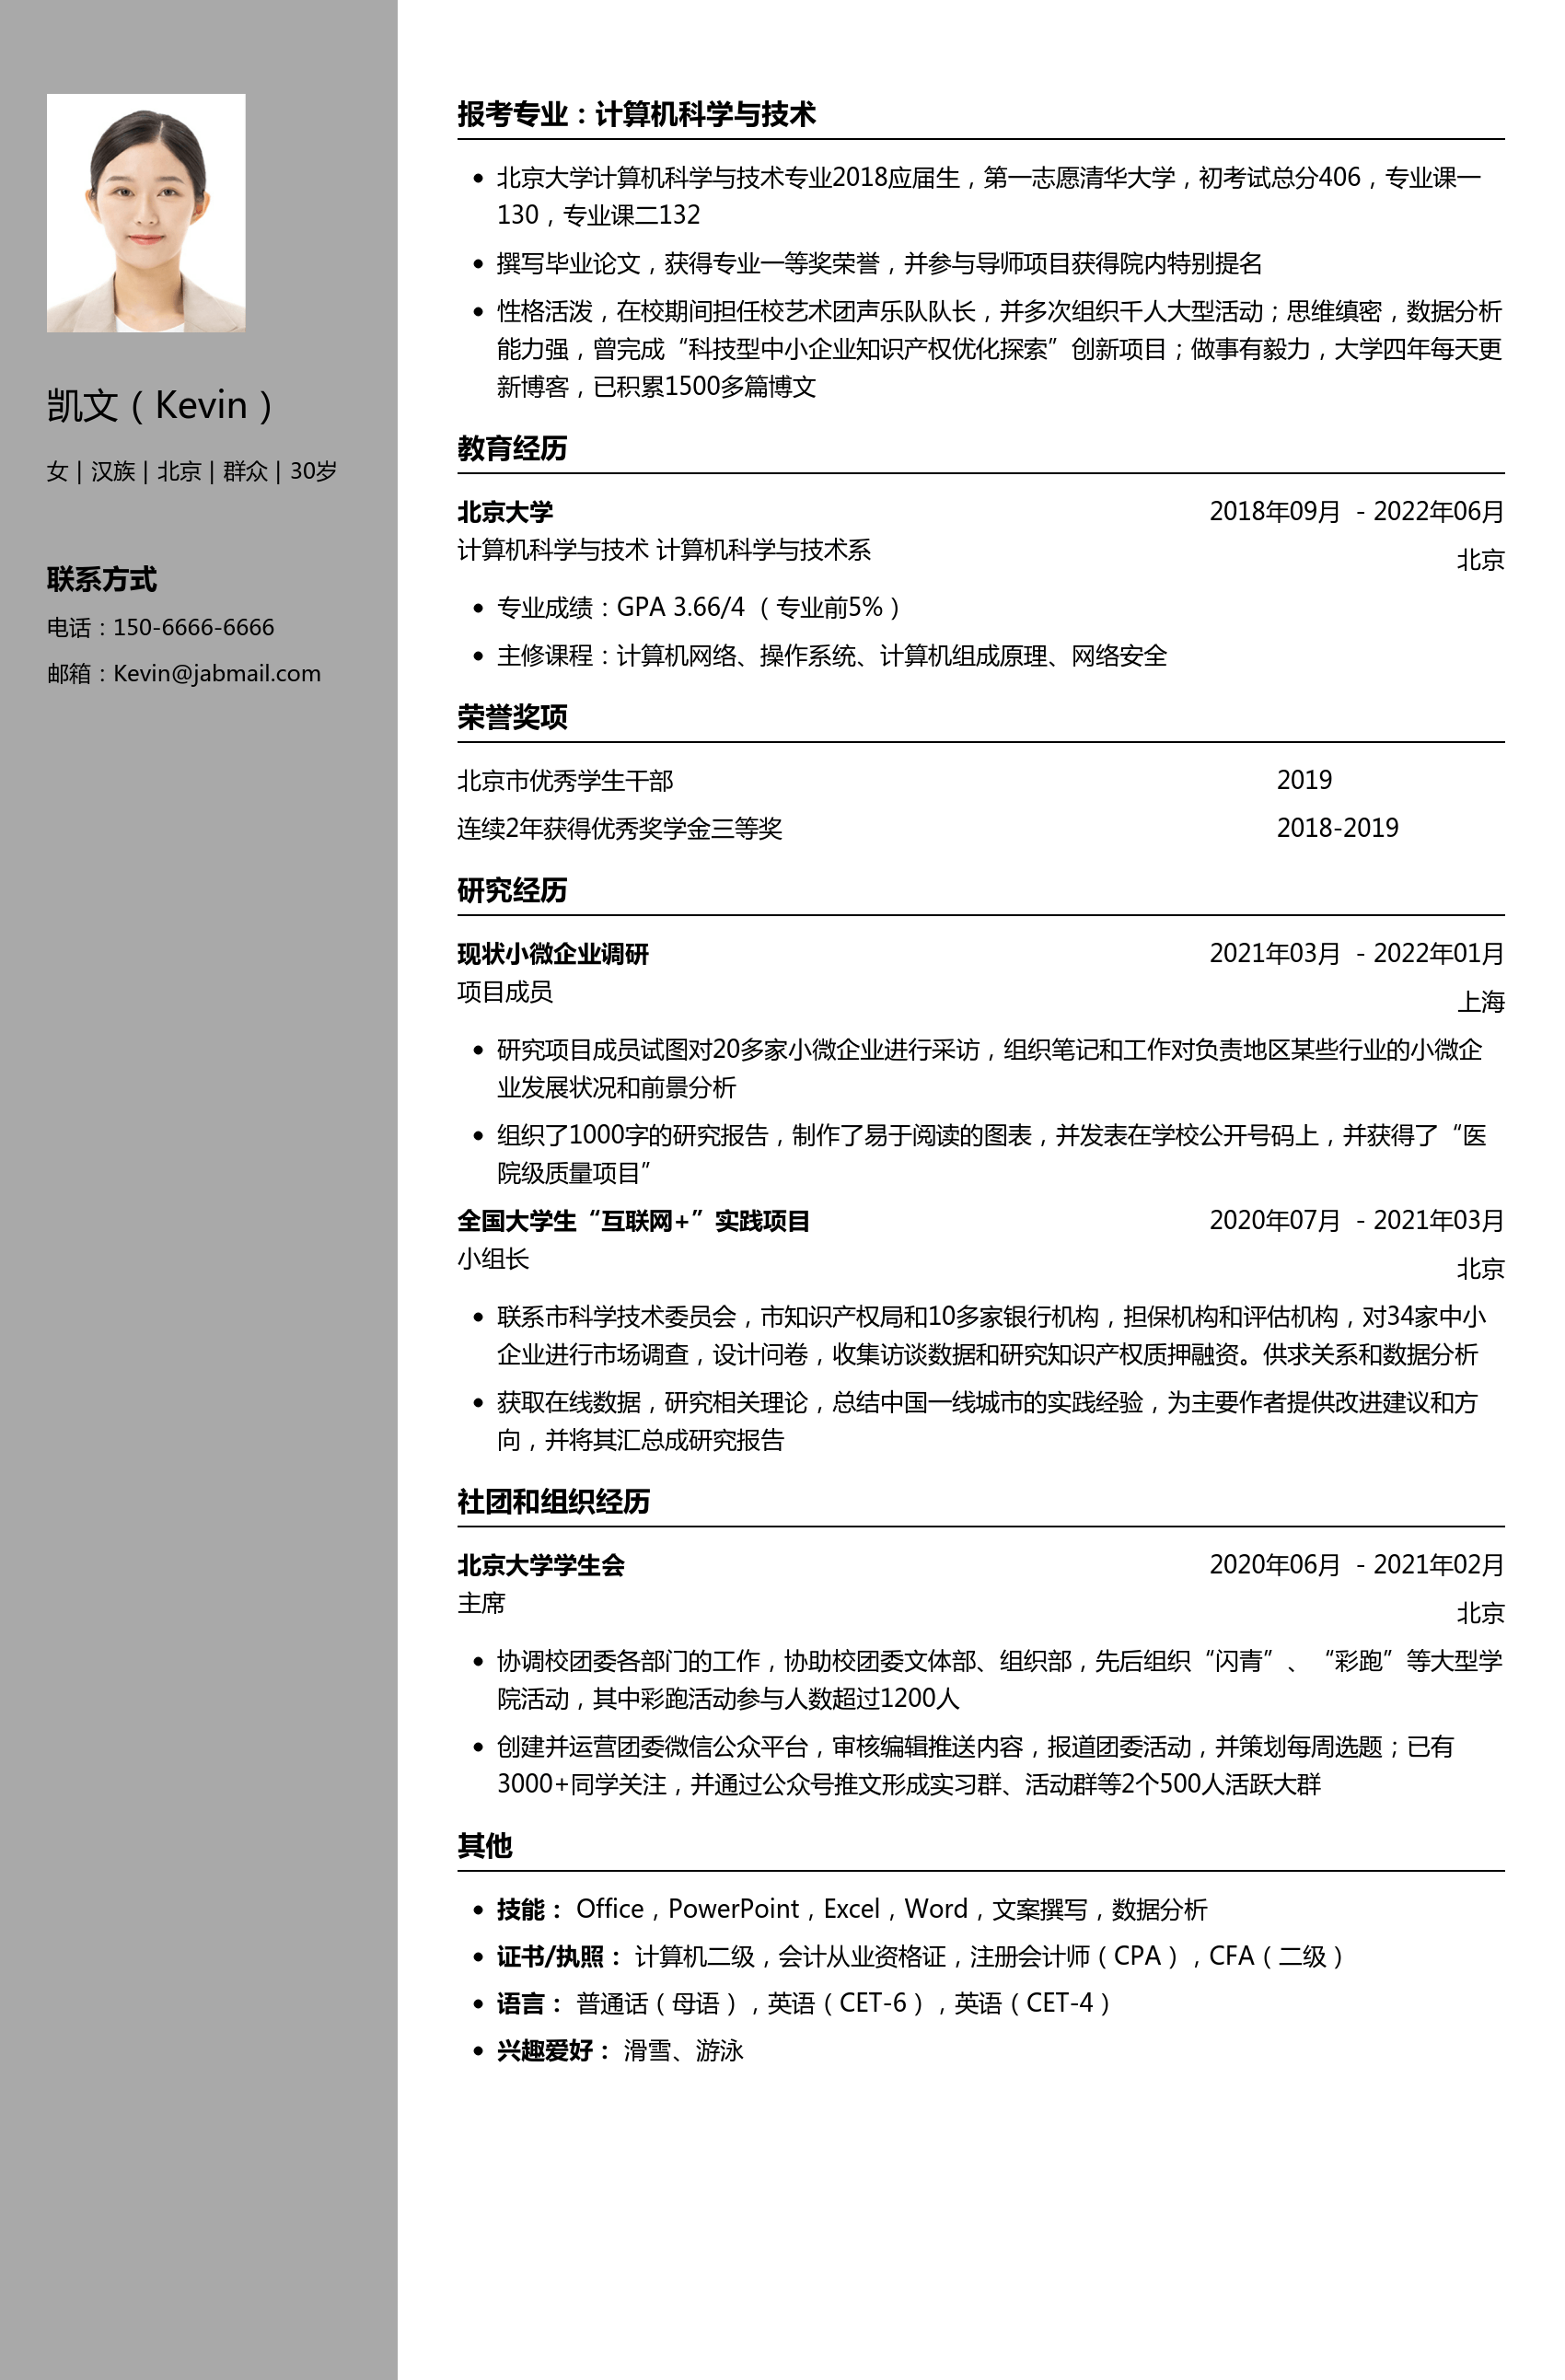 凯文（Kevin）
女 | 汉族 | 北京 | 群众 | 30岁
联系方式
电话：150-6666-6666
邮箱：Kevin@jabmail.com
报考专业：计算机科学与技术
北京大学计算机科学与技术专业2018应届生，第一志愿清华大学，初考试总分406，专业课一
130，专业课二132
撰写毕业论文，获得专业一等奖荣誉，并参与导师项目获得院内特别提名
性格活泼，在校期间担任校艺术团声乐队队长，并多次组织千人大型活动；思维缜密，数据分析
能力强，曾完成“科技型中小企业知识产权优化探索”创新项目；做事有毅力，大学四年每天更
新博客，已积累1500多篇博文
教育经历
北京大学 2018年09月 - 2022年06月
计算机科学与技术 计算机科学与技术系 北京
专业成绩：GPA 3.66/4 （专业前5%）
主修课程：计算机网络、操作系统、计算机组成原理、网络安全
荣誉奖项
北京市优秀学生干部 2019
连续2年获得优秀奖学金三等奖 2018-2019
研究经历
现状小微企业调研 2021年03月 - 2022年01月
项目成员 上海
研究项目成员试图对20多家小微企业进行采访，组织笔记和工作对负责地区某些行业的小微企
业发展状况和前景分析
组织了1000字的研究报告，制作了易于阅读的图表，并发表在学校公开号码上，并获得了“医
院级质量项目”
全国大学生“互联网+”实践项目 2020年07月 - 2021年03月
小组长 北京
联系市科学技术委员会，市知识产权局和10多家银行机构，担保机构和评估机构，对34家中小
企业进行市场调查，设计问卷，收集访谈数据和研究知识产权质押融资。供求关系和数据分析
获取在线数据，研究相关理论，总结中国一线城市的实践经验，为主要作者提供改进建议和方
向，并将其汇总成研究报告
社团和组织经历
北京大学学生会 2020年06月 - 2021年02月
主席 北京
协调校团委各部门的工作，协助校团委文体部、组织部，先后组织“闪青”、“彩跑”等大型学
院活动，其中彩跑活动参与人数超过1200人
创建并运营团委微信公众平台，审核编辑推送内容，报道团委活动，并策划每周选题；已有
3000+同学关注，并通过公众号推文形成实习群、活动群等2个500人活跃大群
其他
技能： Office，PowerPoint，Excel，Word，文案撰写，数据分析
证书/执照： 计算机二级，会计从业资格证，注册会计师（CPA），CFA（二级）
语言： 普通话（母语），英语（CET-6），英语（CET-4）
兴趣爱好： 滑雪、游泳